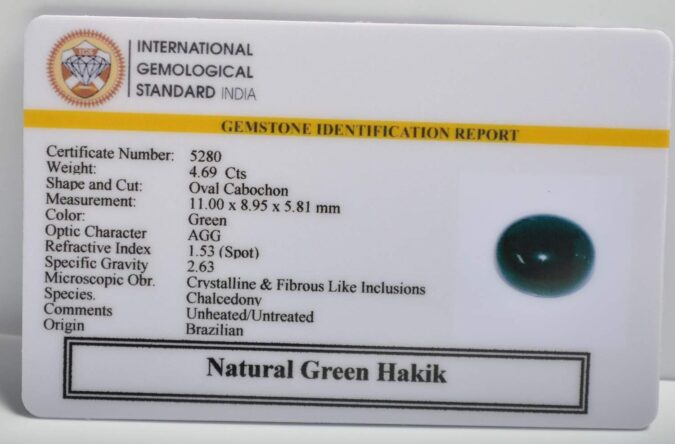 INTERNATIONAL
GEMOLOGICAL
STANDARD INDIA
GEMSTONE IDENTIFICATION REPORT
Certificate Number: 5280
Weight: 4.69 Cts
Shape and Cut: Oval Cabochon
Measurement: 11.00 x 8.95 x 5.81 mm
Color: Green
Optic Character AGG
Refractive Index 1.53 (Spot)
Specific Gravity 2.63
Microscopic Obr. Crystalline & Fibrous Like Inclusions
Species. Chalcedony
Comments Unheated/Untreated
Origin Brazilian
Natural Green Hakik